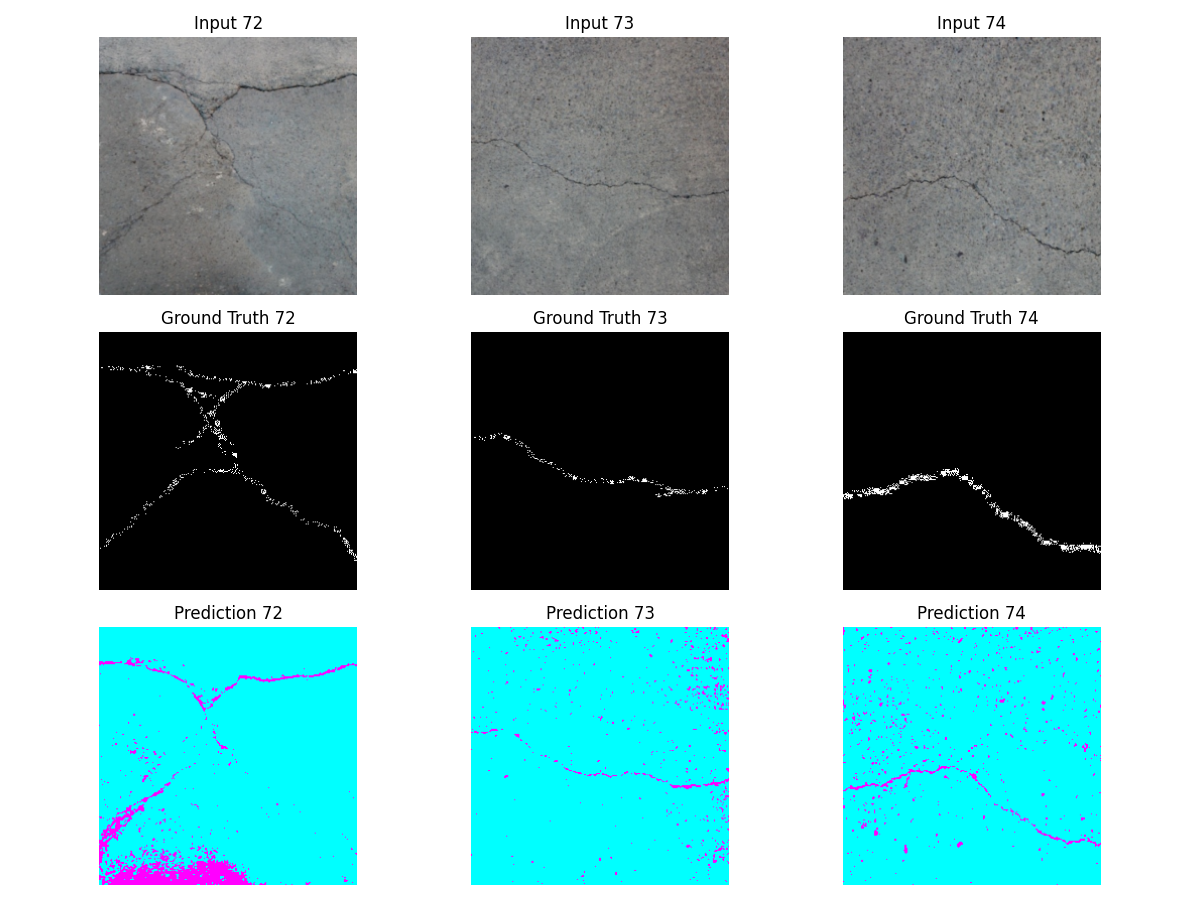 Input 72
Input 73
Input 74
Ground Truth 72
Ground Truth 73
Ground Truth 74
Prediction 72
Prediction 73
Prediction 74